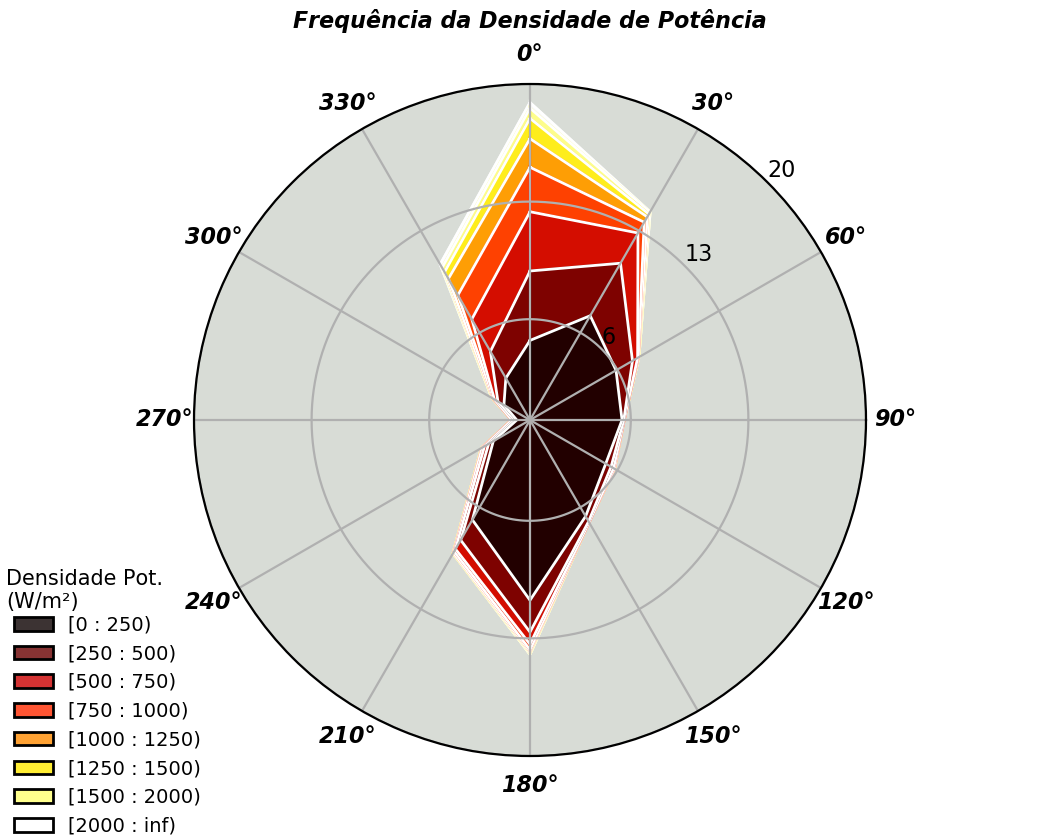 Frequência da Densidade de Potência
0°
330°
30°
20
300°
60°
13
6
270°
90°
240°
120°
210°
150°
180°
Densidade Pot.
(W/m²)
[0 : 250)
[250 : 500)
[500 : 750)
[750 : 1000)
[1000 : 1250)
[1250 : 1500)
[1500 : 2000)
[2000 : inf)